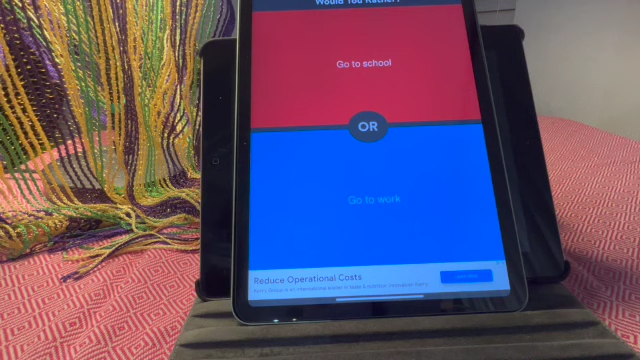 Would You Rather?
Go to school
OR
Go to work
Reduce Operational Costs